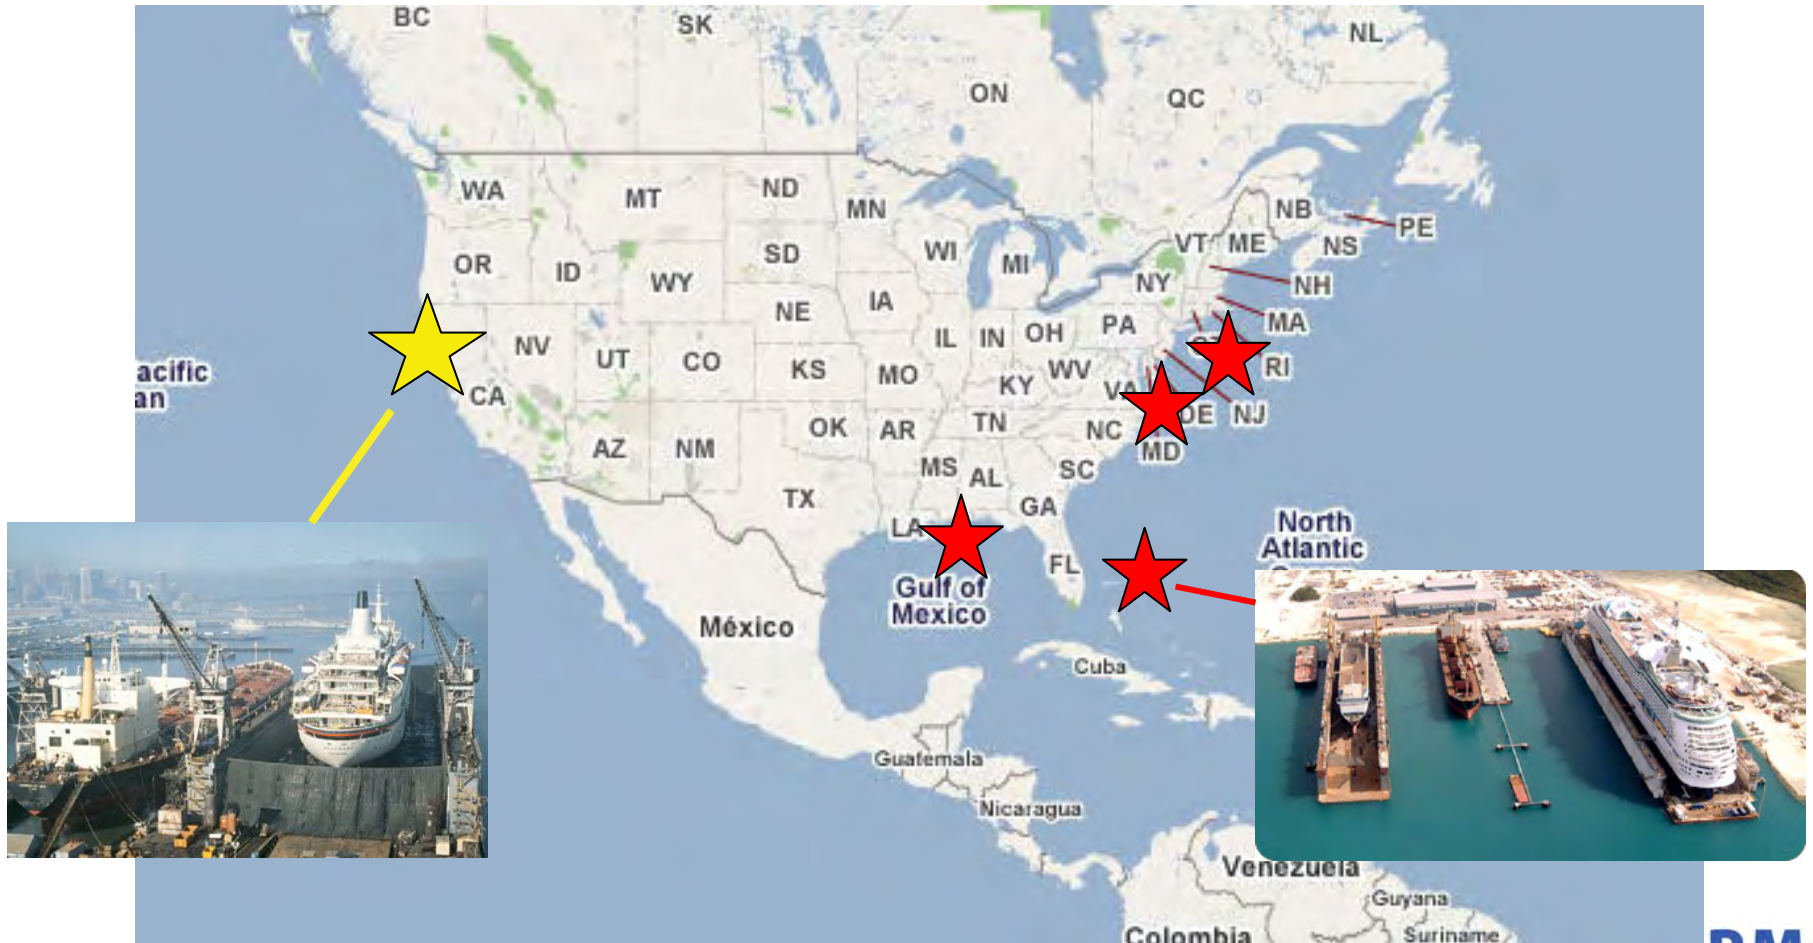 BC
SK
NL
ON
QC
WA
MT
ND
MN
NB
PE
OR
ID
SD
WI
MI
VT
ME
NS
WY
NY
NH
NE
IA
MA
NV
UT
CO
IL
IN
OH
PA
KS
MO
WV
RI
acific
an
CA
KY
VA
DE
NJ
OK
AR
TN
NC
MD
AZ
NM
MS
AL
SC
TX
GA
LA
North
Atlantic
FL
Gulf of
Mexico
México
Cuba
Guatemala
Nicaragua
Venezuela
Guyana
Colombia
Suriname